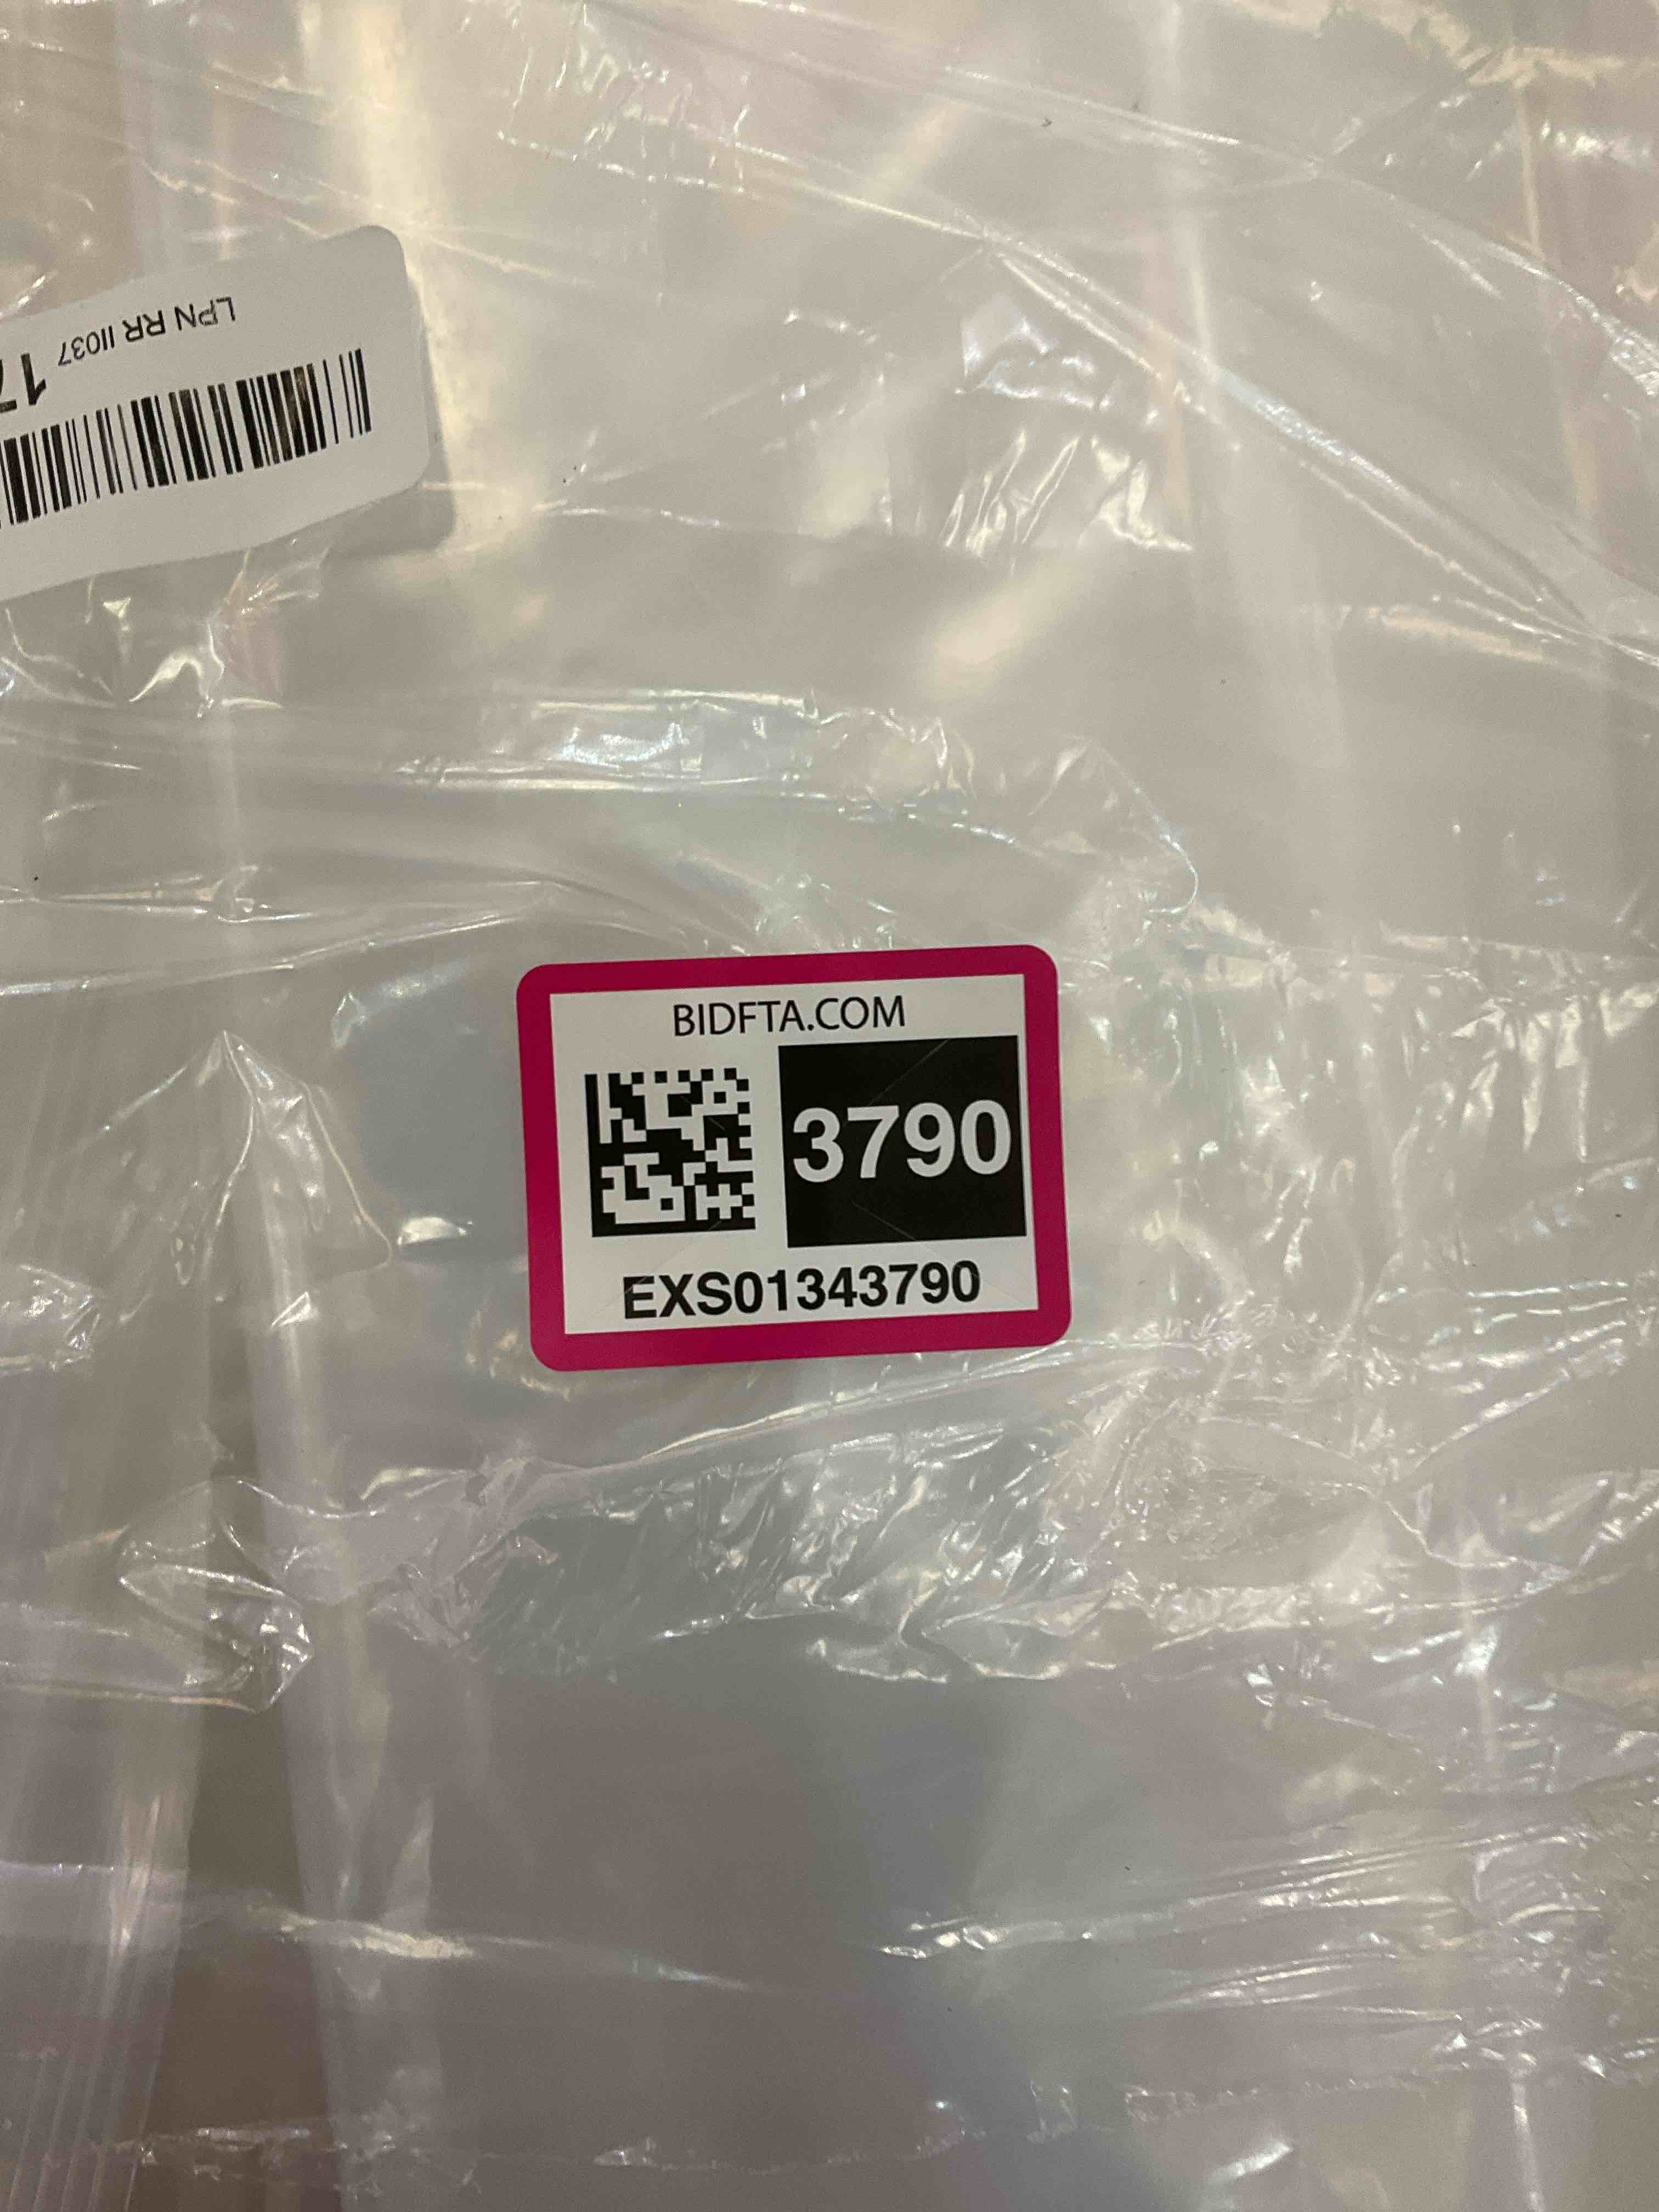 LPN RR II037
BIDFTA.COM
3790
EXS01343790